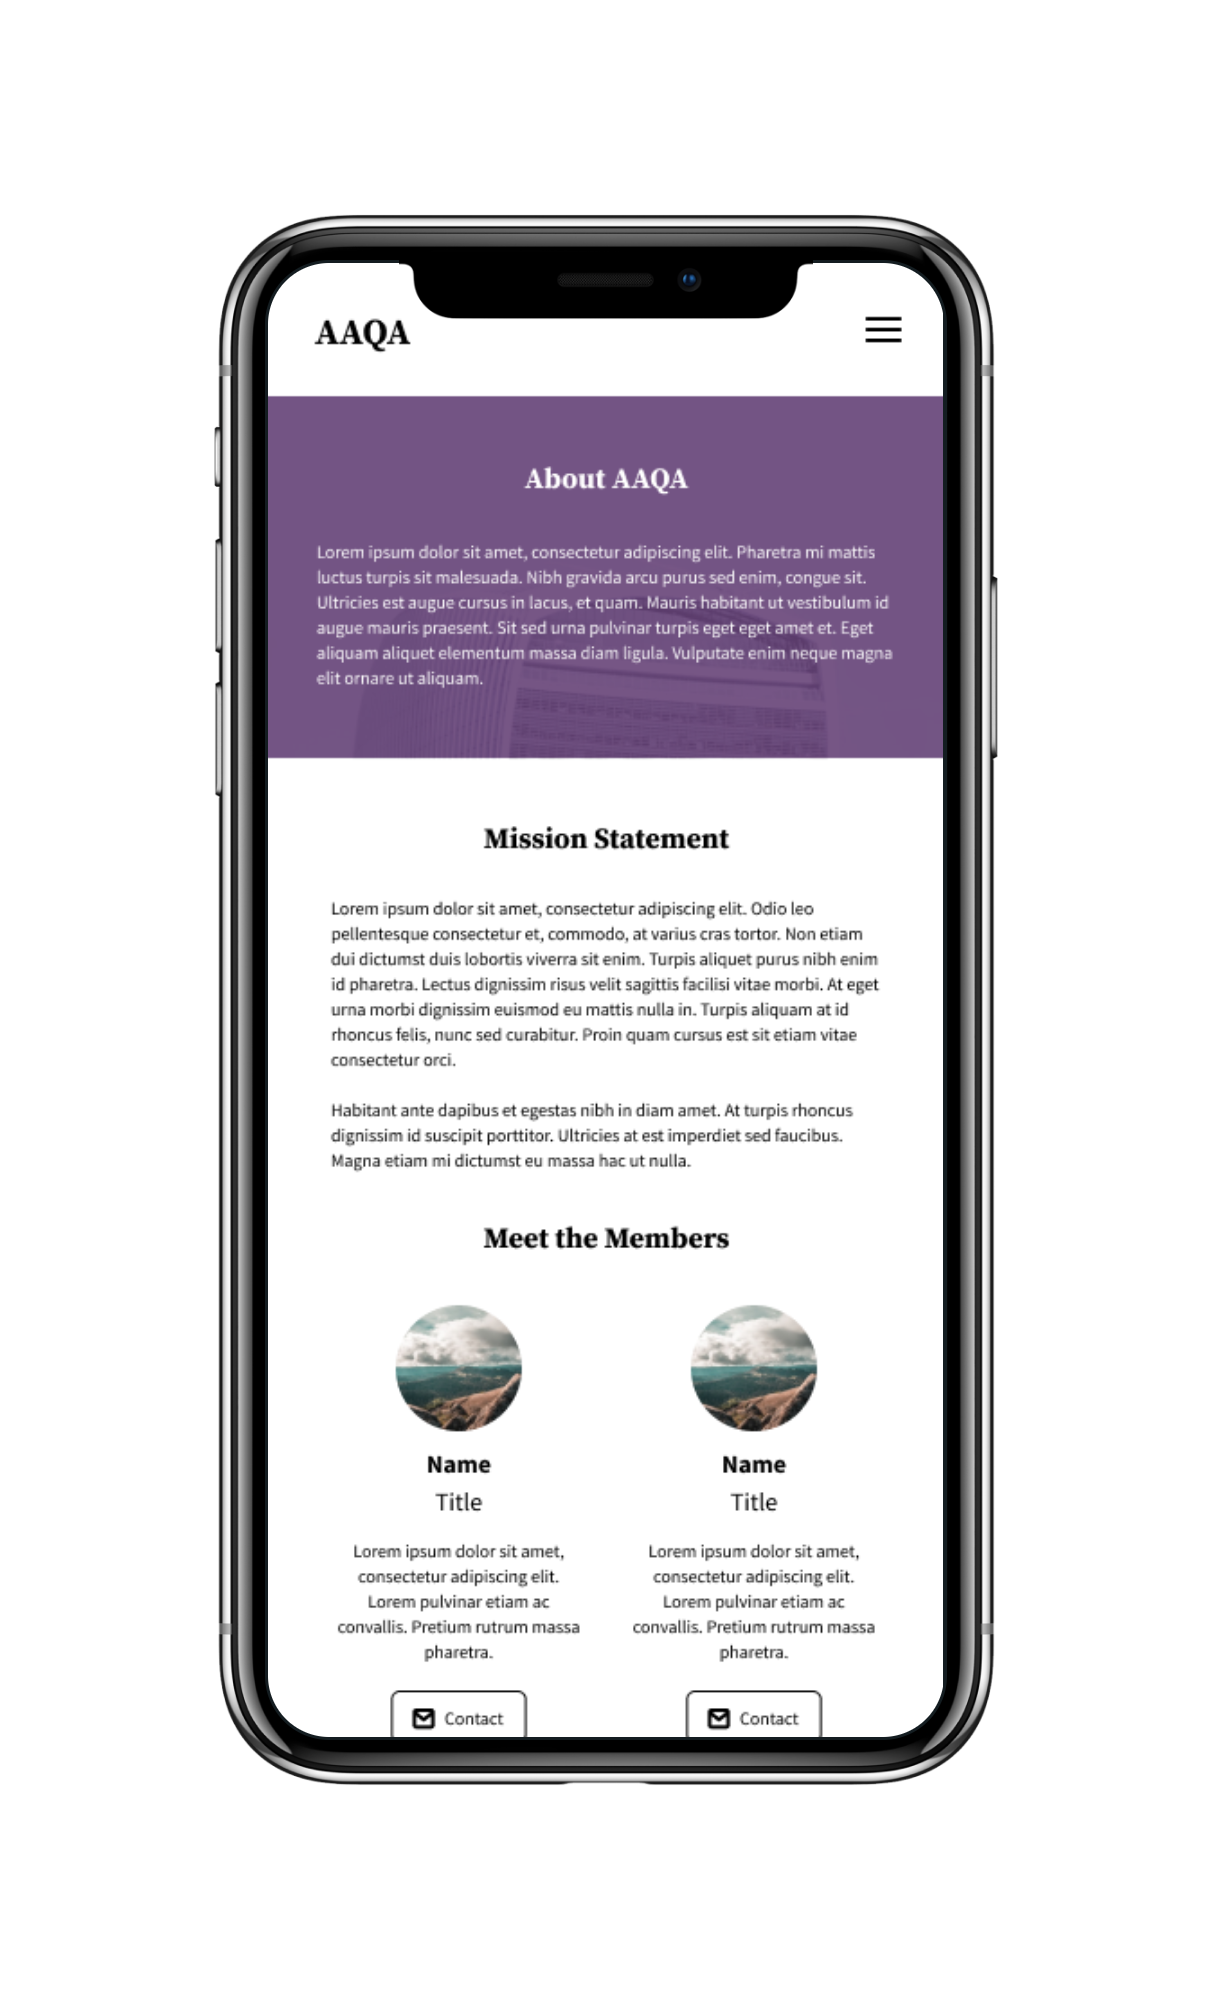 AAQA
About AAQA
Lorem ipsum dolor sit amet, consectetur adipiscing elit. Pharetra mi mattis
luctus turpis sit malesuada. Nibh gravida arcu purus sed enim, congue sit.
Ultricies est augue cursus in lacus, et quam. Mauris habitant ut vestibulum id
augue mauris praesent. Sit sed urna pulvinar turpis eget eget amet et. Eget
aliquam aliquet elementum massa diam ligula. Vulputate enim neque magna
elit ornare ut aliquam.
Mission Statement
Lorem ipsum dolor sit amet, consectetur adipiscing elit. Odio leo
pellentesque consectetur et, commodo, at varius cras tortor. Non etiam
dui dictumst duis lobortis viverra sit enim. Turpis aliquet purus nibh enim
id pharetra. Lectus dignissim risus velit sagittis facilisi vitae morbi. At eget
urna morbi dignissim euismod eu mattis nulla in. Turpis aliquam at id
rhoncus felis, nunc sed curabitur. Proin quam cursus est sit etiam vitae
consectetur orci.
Habitant ante dapibus et egestas nibh in diam amet. At turpis rhoncus
dignissim id suscipit porttitor. Ultricies at est imperdiet sed faucibus.
Magna etiam mi dictumst eu massa hac ut nulla.
Meet the Members
Name
Title
Lorem ipsum dolor sit amet,
consectetur adipiscing elit.
Lorem pulvinar etiam ac
convallis. Pretium rutrum massa
pharetra.
Contact
Name
Title
Lorem ipsum dolor sit amet,
consectetur adipiscing elit.
Lorem pulvinar etiam ac
convallis. Pretium rutrum massa
pharetra.
Contact